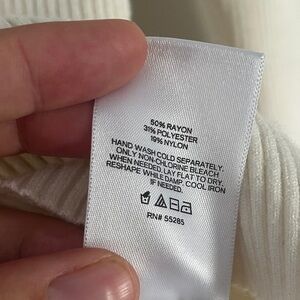 50% RAYON
31% POLYESTER
19% NYLON
HAND WASH COLD SEPARATELY
ONLY NON-CHLORINE BLEACH
WHEN NEEDED. LAY FLAT TO DRY.
RESHAPE WHILE DAMP. COOL IRON
IF NEEDED.
RN# 55285